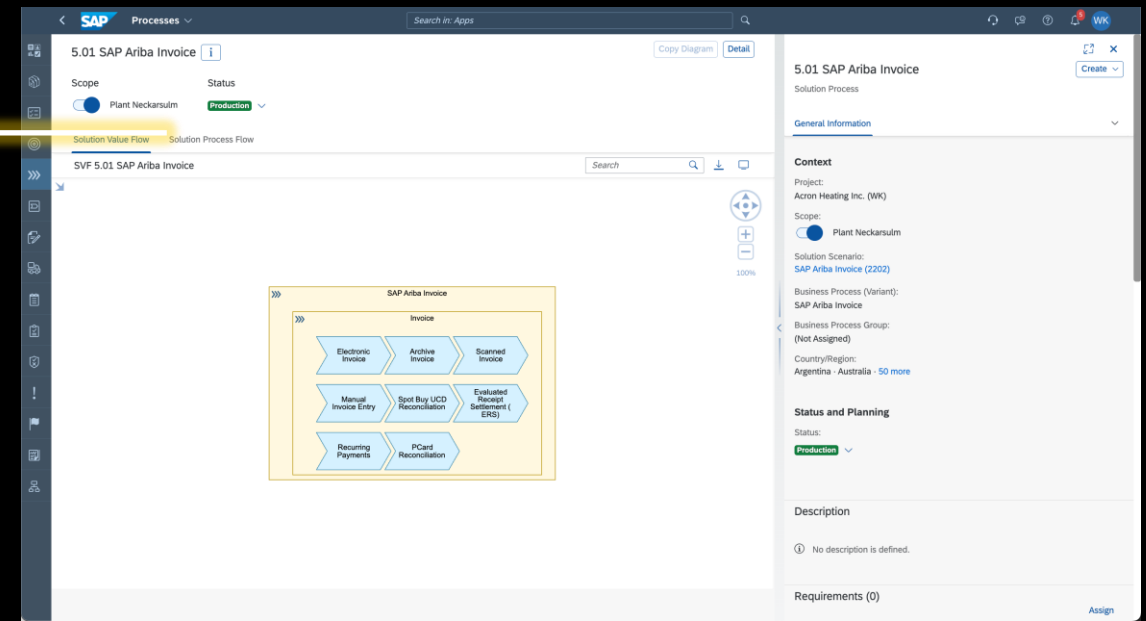 SAP Processes
Search in: Apps
5
WK
5.01 SAP Ariba Invoice
i
Copy Diagram
Detail
Scope
Status
Plant Neckarsulm
Production
Solution Value Flow
Solution Process Flow
SVF 5.01 SAP Ariba Invoice
Search
100%
SAP Ariba Invoice
Invoice
Electronic
Invoice
Archive
Invoice
Scanned
Invoice
Manual
Invoice Entry
Spot Buy UCD
Reconciliation
Evaluated
Receipt
Settlement (
ERS)
Recurring
Payments
PCard
Reconciliation
5.01 SAP Ariba Invoice
Create
Solution Process
General Information
Context
Project:
Acron Heating Inc. (WK)
Scope:
Plant Neckarsulm
Solution Scenario:
SAP Ariba Invoice (2202)
Business Process (Variant):
SAP Ariba Invoice
Business Process Group:
(Not Assigned)
Country/Region:
Argentina · Australia · 50 more
Status and Planning
Status:
Production
Description
No description is defined.
Requirements (0)
Assign